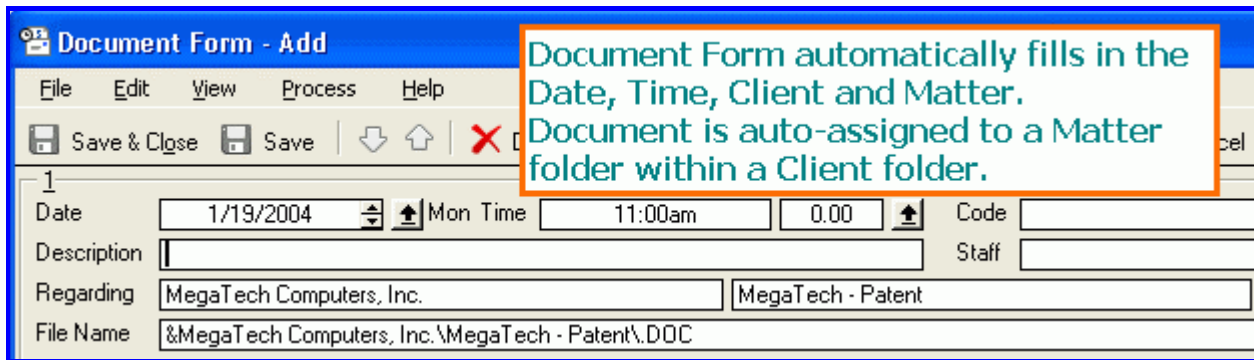 Document Form - Add
Document Form automatically fills in the
Date, Time, Client and Matter.
Document is auto-assigned to a Matter
folder within a Client folder.
File Edit View Process Help
Save & Close Save
1
Date 1/19/2004 Mon Time 11:00am 0.00 Code
Description Staff
Regarding MegaTech Computers, Inc. MegaTech - Patent
File Name &MegaTech Computers, Inc.\MegaTech - Patent\.DOC